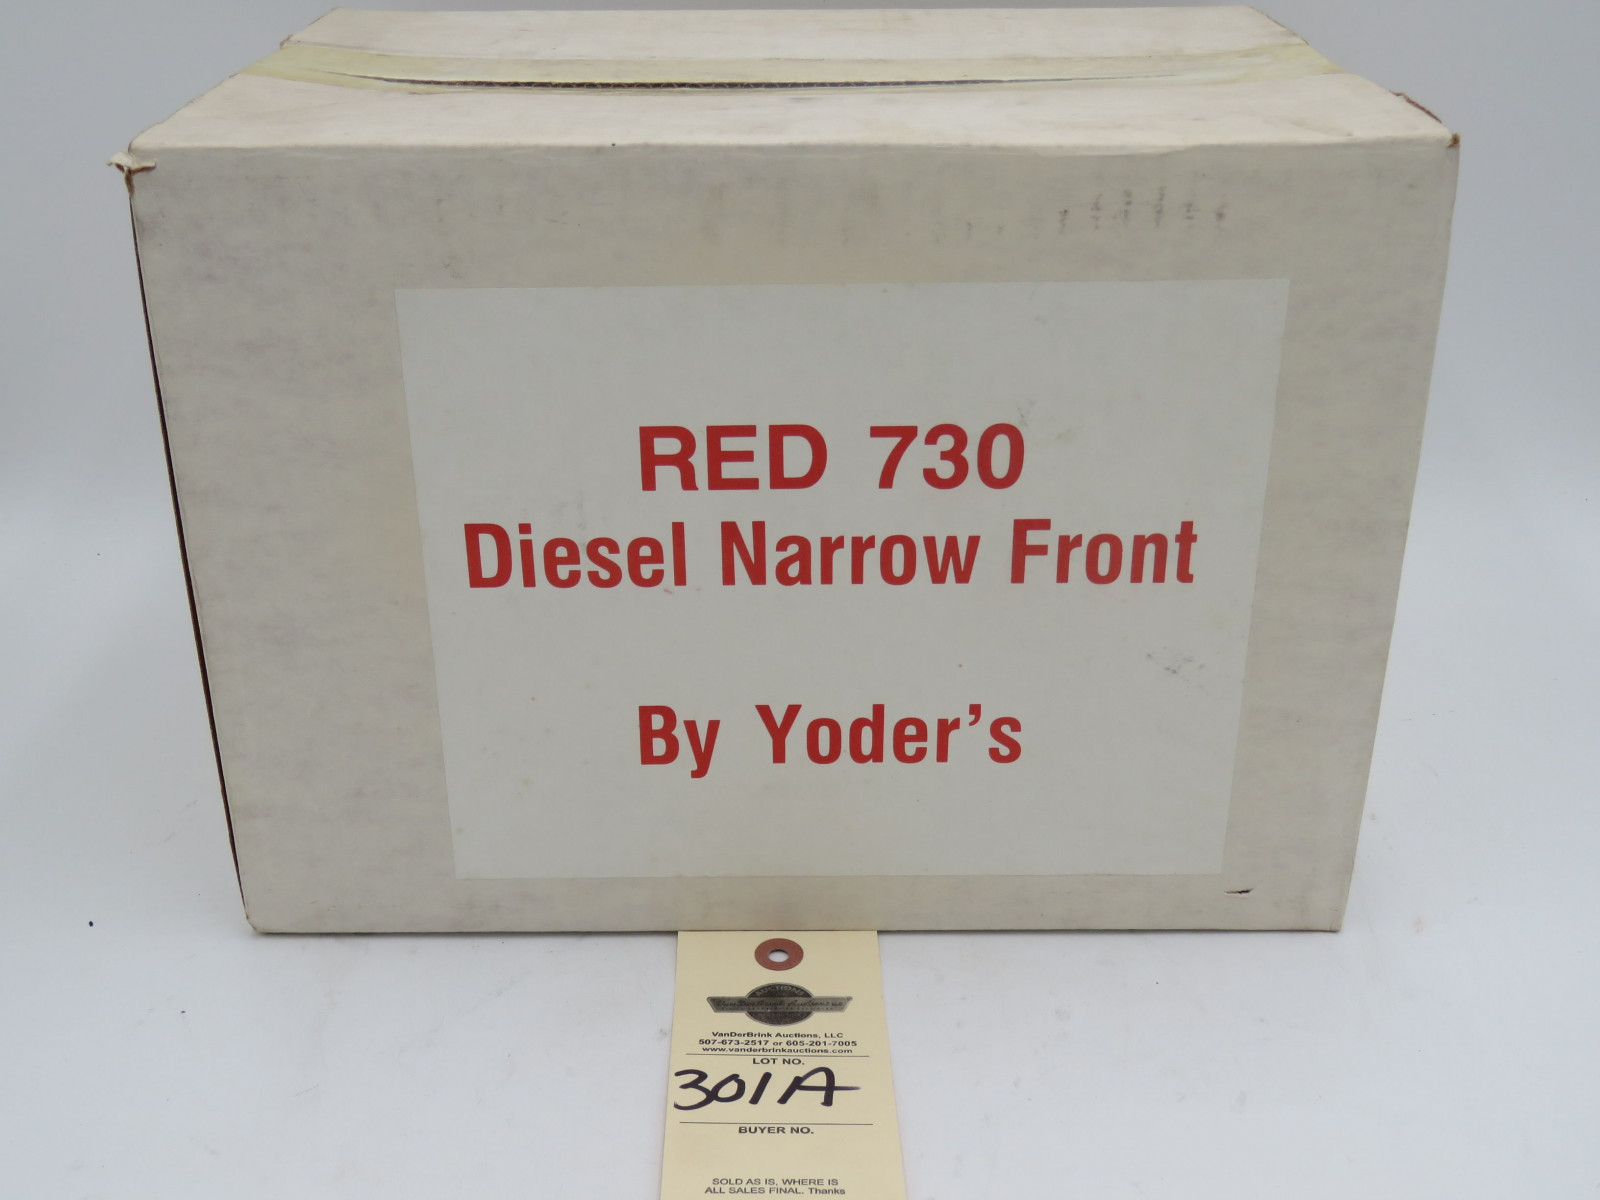 RED 730
Diesel Narrow Front
By Yoder's
AUCTIONS
VanDerBrink Auctions, LLC
507-673-2517 or 605-201-7005
www.vanderbrinkauctions.com
LOT NO.
301A
BUYER NO.
SOLD AS IS, WHERE IS
ALL SALES FINAL. Thanks